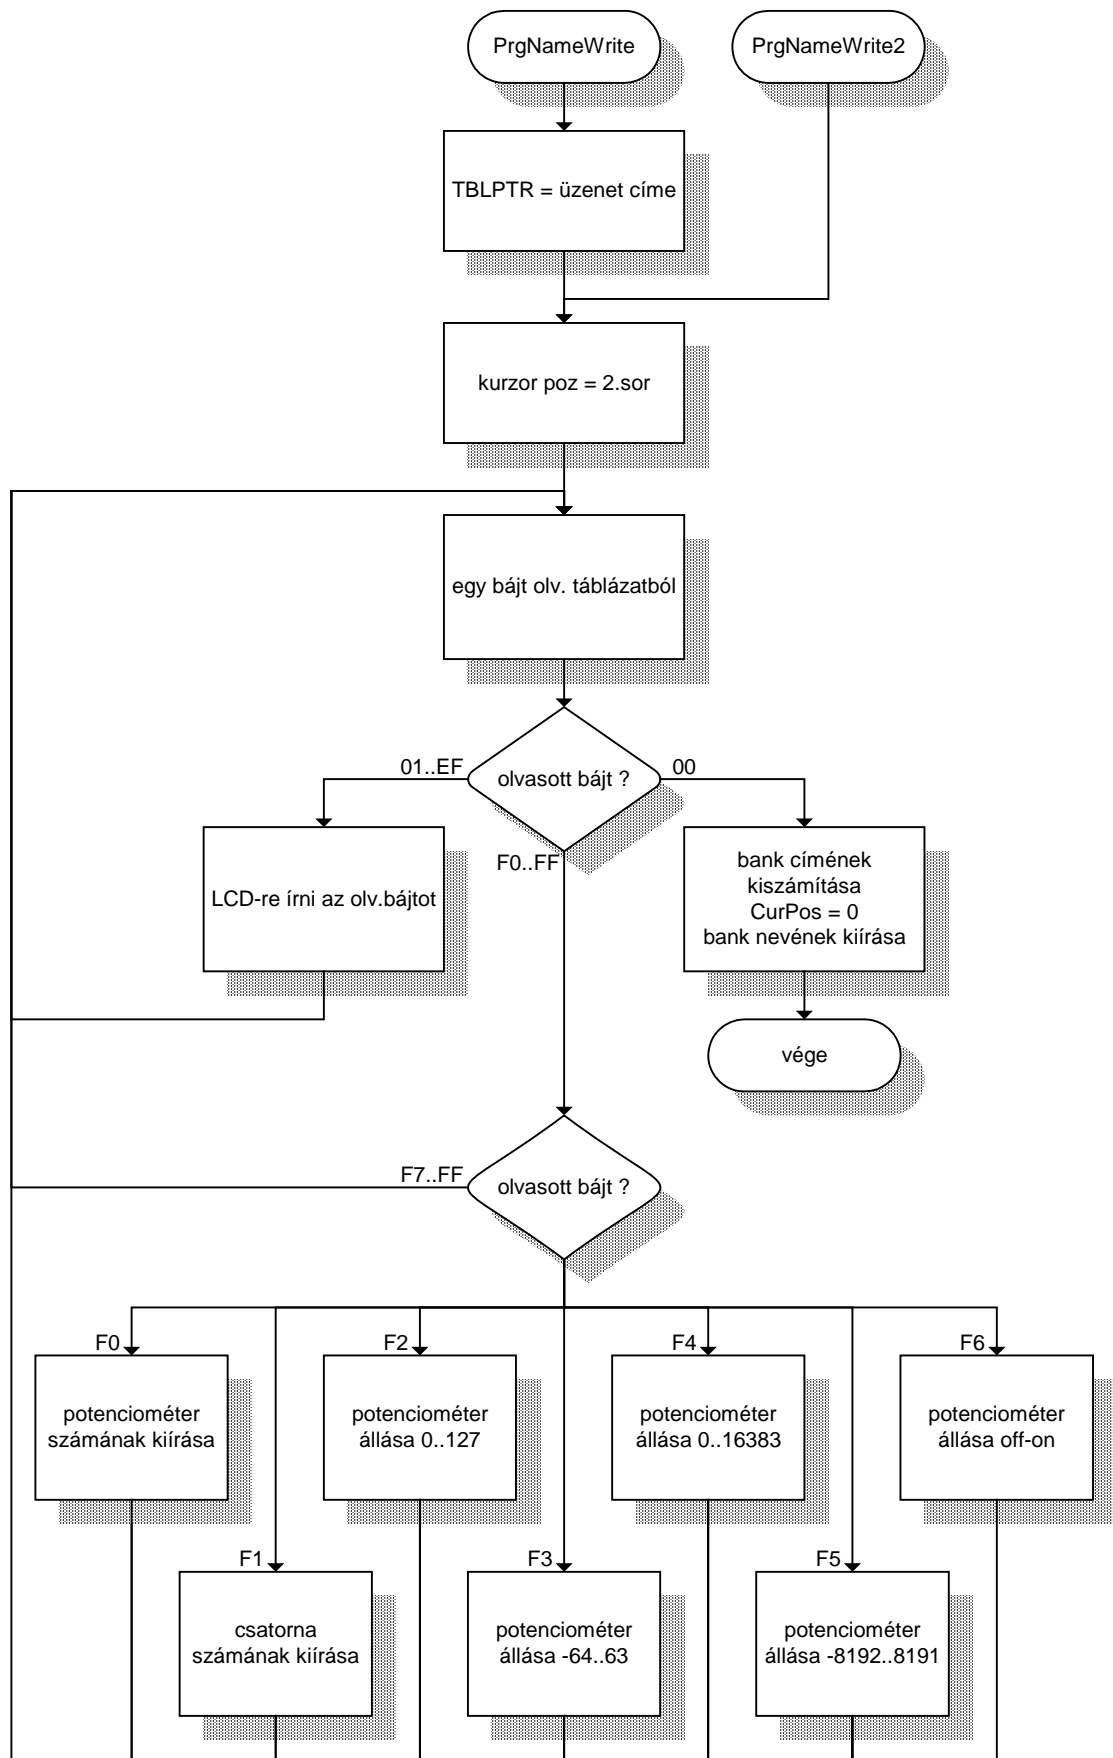 PrgNameWrite
PrgNameWrite2
TBLPTR = üzenet címe
kurzor poz = 2.sor
egy bájt olv. táblázatból
olvasott bájt ?
01..EF
00
F0..FF
LCD-re írni az olv.bájtot
bank címének
kiszámítása
CurPos = 0
bank nevének kiírása
vége
olvasott bájt ?
F7..FF
F0
potenciométer
számának kiírása
F2
potenciométer
állása 0..127
F4
potenciométer
állása 0..16383
F6
potenciométer
állása off-on
F1
csatorna
számának kiírása
F3
potenciométer
állása -64..63
F5
potenciométer
állása -8192..8191